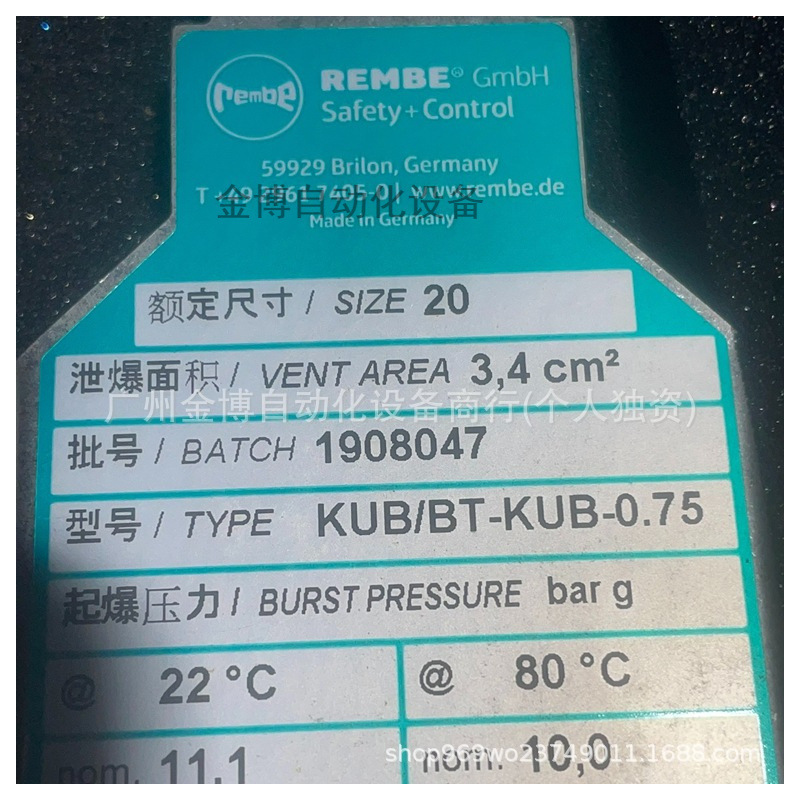 rembe
REMBE® GmbH
Safety+Control
59929 Brilon, Germany
www.rembe.de
金博自动化设备
Made in Germany
额定尺寸 / SIZE 20
泄爆面积 / VENT AREA 3,4 cm²
广州金博自动化设备商行(个人独资)
批号 / BATCH 1908047
型号 / TYPE KUB/BT-KUB-0.75
起爆压力 / BURST PRESSURE bar g
@ 22 °C @ 80 °C
nom. 11,1 nom. 10,0
shop969wo23749011.1688.com